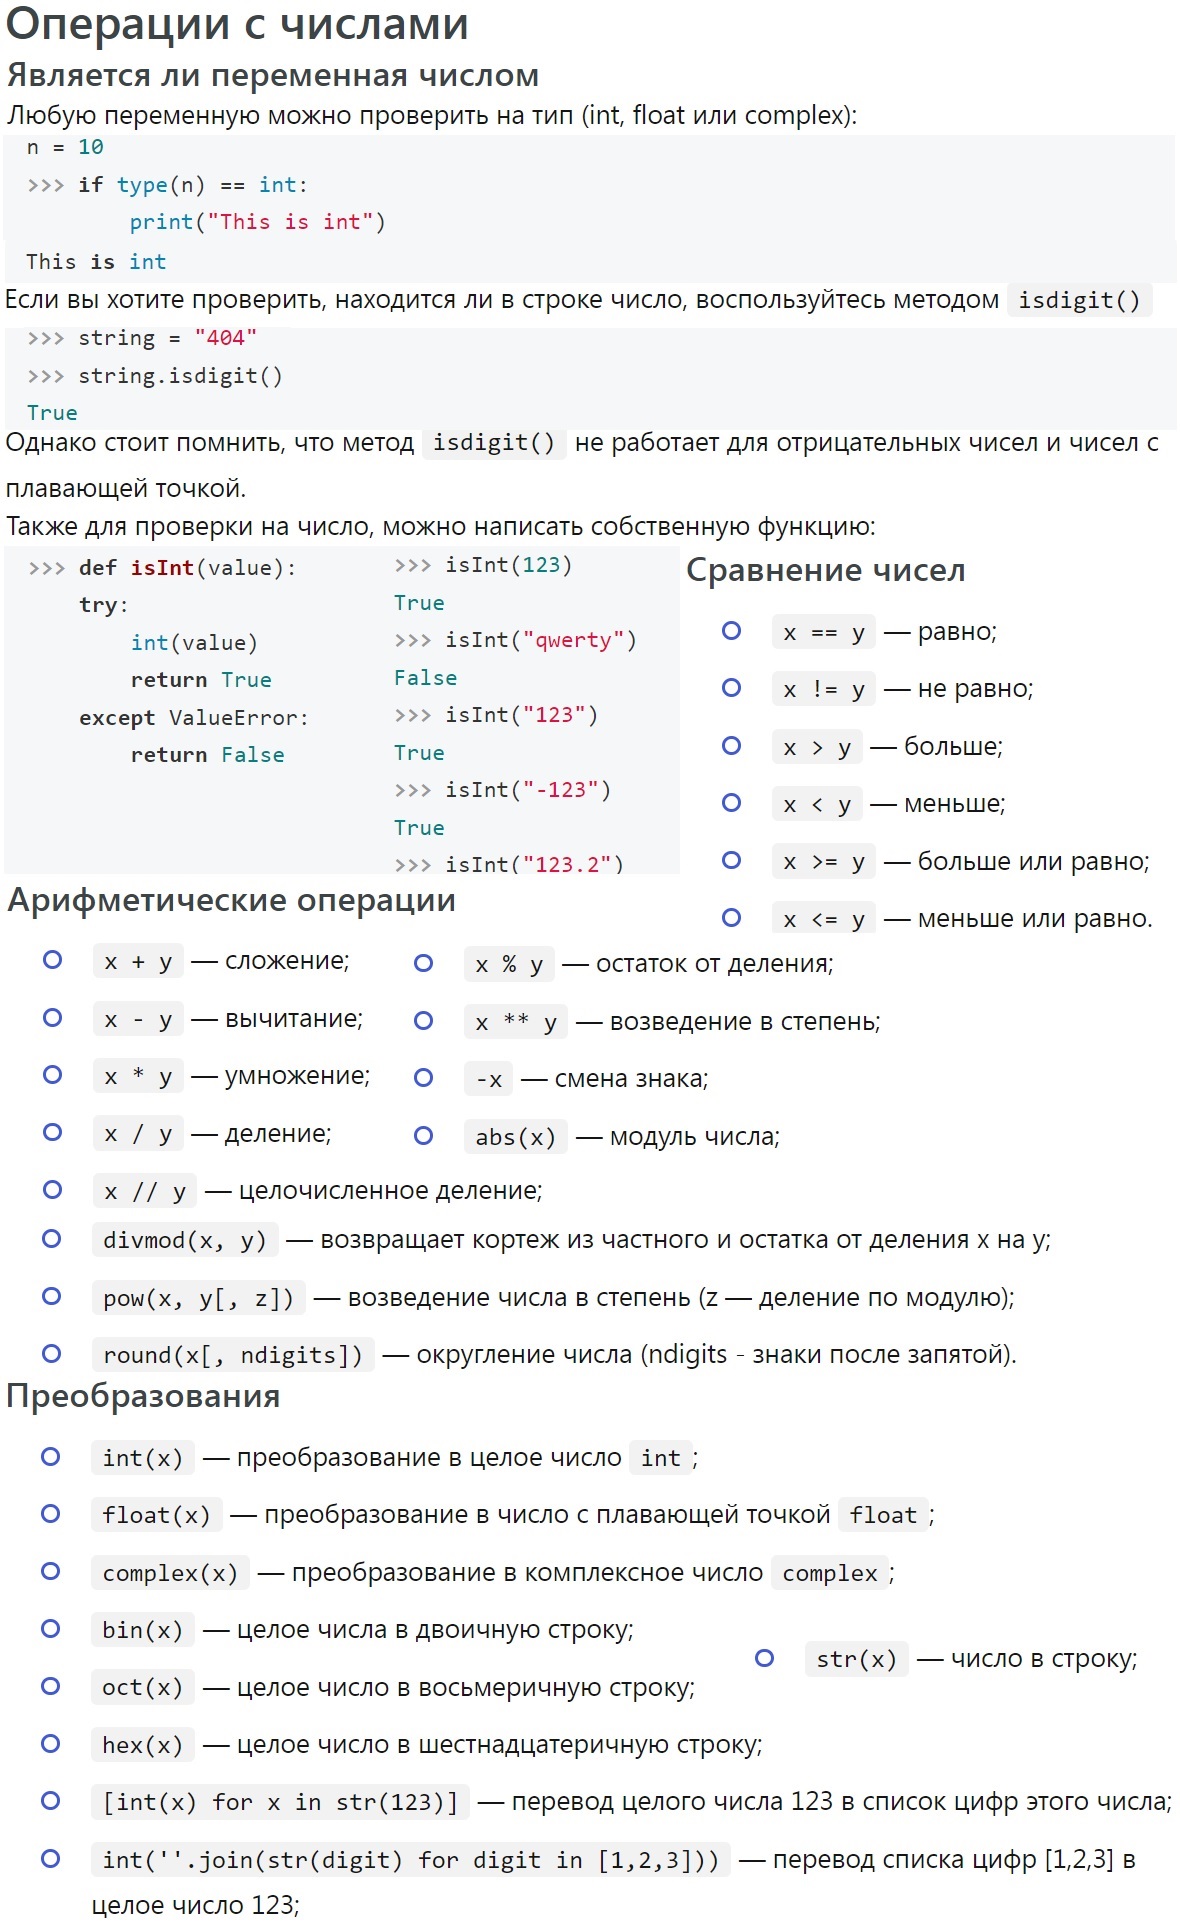 Операции с числами
Является ли переменная числом
Любую переменную можно проверить на тип (int, float или complex):
n = 10
>>> if type(n) == int:
        print("This is int")
This is int
Если вы хотите проверить, находится ли в строке число, воспользуйтесь методом isdigit()
>>> string = "404"
>>> string.isdigit()
True
Однако стоит помнить, что метод isdigit() не работает для отрицательных чисел и чисел с
плавающей точкой.
Также для проверки на число, можно написать собственную функцию:
>>> def isInt(value):
    try:
        int(value)
        return True
    except ValueError:
        return False
>>> isInt(123)
True
>>> isInt("qwerty")
False
>>> isInt("123")
True
>>> isInt("-123")
True
>>> isInt("123.2")
Сравнение чисел
x == y — равно;
x != y — не равно;
x > y — больше;
x < y — меньше;
x >= y — больше или равно;
x <= y — меньше или равно.
Арифметические операции
x + y — сложение;
x - y — вычитание;
x * y — умножение;
x / y — деление;
x // y — целочисленное деление;
x % y — остаток от деления;
x ** y — возведение в степень;
-x — смена знака;
abs(x) — модуль числа;
divmod(x, y) — возвращает кортеж из частного и остатка от деления x на y;
pow(x, y[, z]) — возведение числа в степень (z — деление по модулю);
round(x[, ndigits]) — округление числа (ndigits - знаки после запятой).
Преобразования
int(x) — преобразование в целое число int;
float(x) — преобразование в число с плавающей точкой float;
complex(x) — преобразование в комплексное число complex;
bin(x) — целое числа в двоичную строку;
oct(x) — целое число в восьмеричную строку;
hex(x) — целое число в шестнадцатеричную строку;
str(x) — число в строку;
[int(x) for x in str(123)] — перевод целого числа 123 в список цифр этого числа;
int(''.join(str(digit) for digit in [1,2,3])) — перевод списка цифр [1,2,3] в
целое число 123;